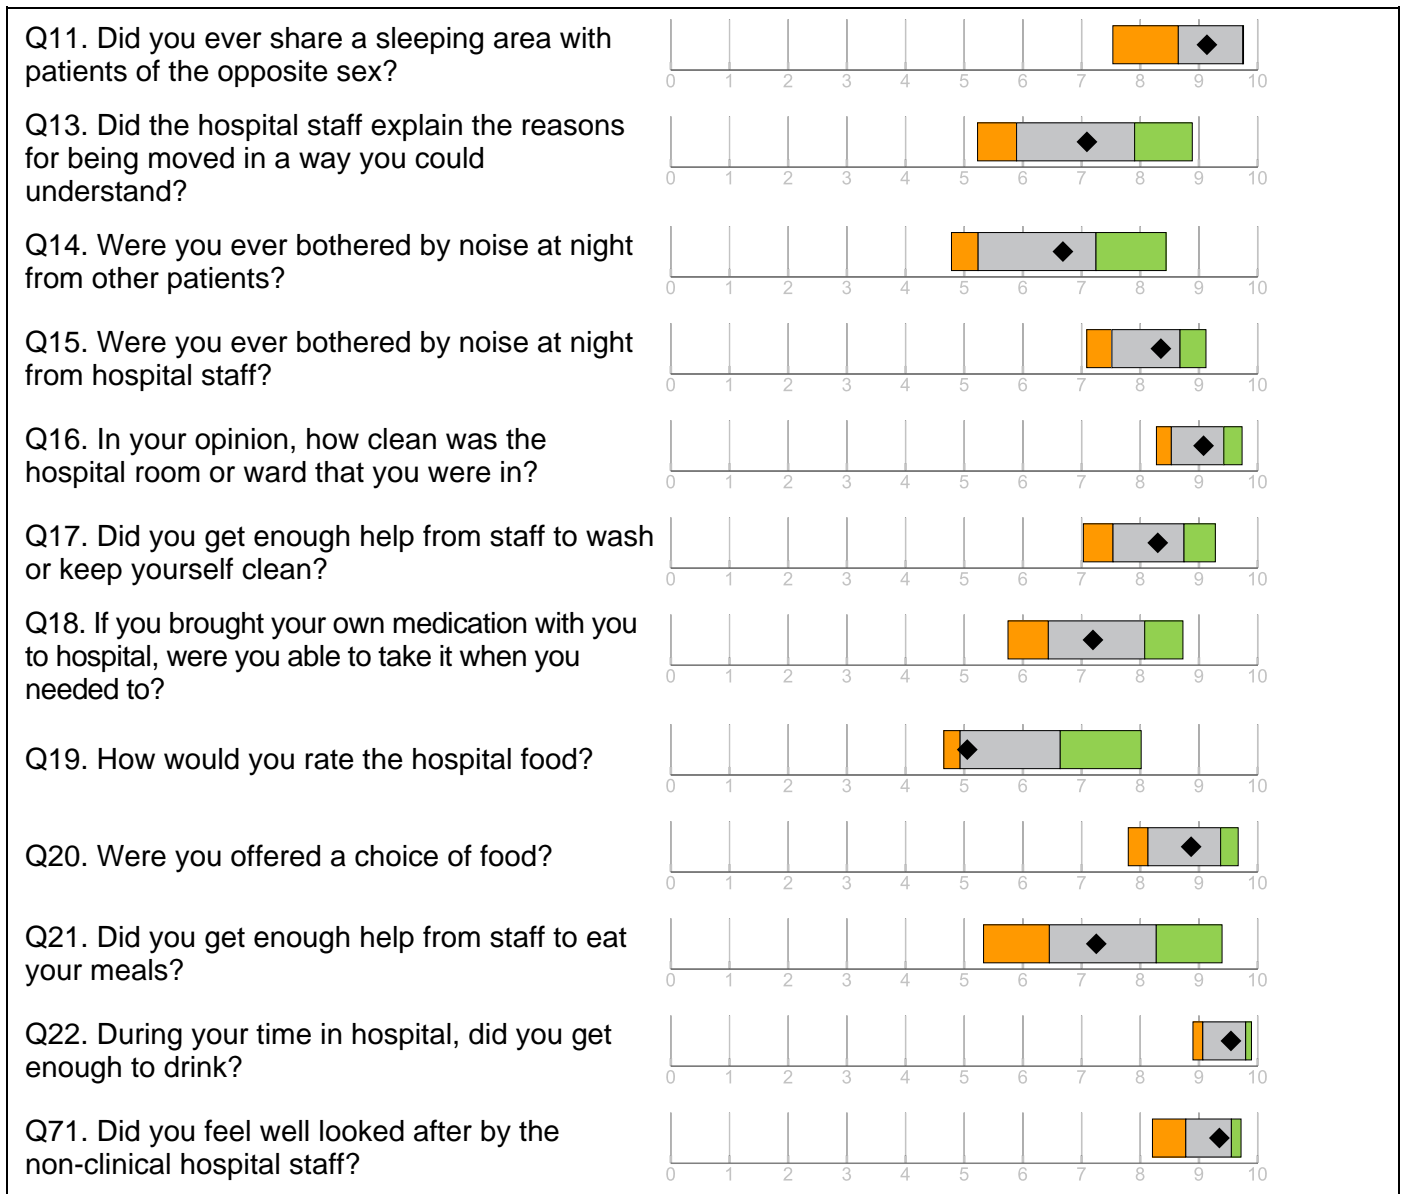 Q11. Did you ever share a sleeping area with
patients of the opposite sex?
0 1 2 3 4 5 6 7 8 9 10
Q13. Did the hospital staff explain the reasons
for being moved in a way you could
understand?
0 1 2 3 4 5 6 7 8 9 10
Q14. Were you ever bothered by noise at night
from other patients?
0 1 2 3 4 5 6 7 8 9 10
Q15. Were you ever bothered by noise at night
from hospital staff?
0 1 2 3 4 5 6 7 8 9 10
Q16. In your opinion, how clean was the
hospital room or ward that you were in?
0 1 2 3 4 5 6 7 8 9 10
Q17. Did you get enough help from staff to wash
or keep yourself clean?
0 1 2 3 4 5 6 7 8 9 10
Q18. If you brought your own medication with you
to hospital, were you able to take it when you
needed to?
0 1 2 3 4 5 6 7 8 9 10
Q19. How would you rate the hospital food?
0 1 2 3 4 5 6 7 8 9 10
Q20. Were you offered a choice of food?
0 1 2 3 4 5 6 7 8 9 10
Q21. Did you get enough help from staff to eat
your meals?
0 1 2 3 4 5 6 7 8 9 10
Q22. During your time in hospital, did you get
enough to drink?
0 1 2 3 4 5 6 7 8 9 10
Q71. Did you feel well looked after by the
non-clinical hospital staff?
0 1 2 3 4 5 6 7 8 9 10